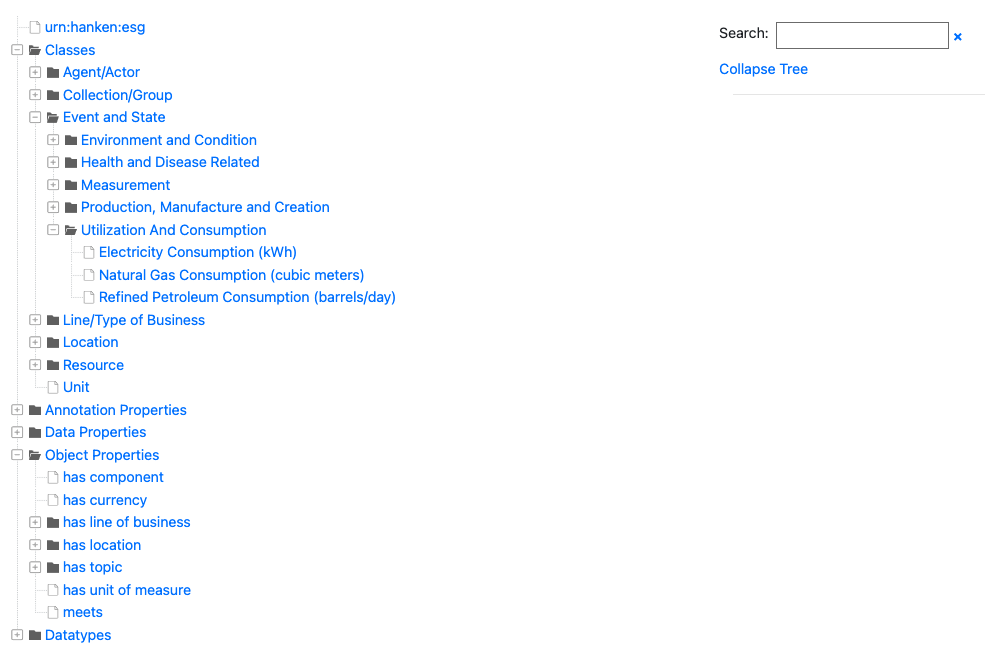 urn:hanken:esg
Search:
×
Classes
Collapse Tree
Agent/Actor
Collection/Group
Event and State
Environment and Condition
Health and Disease Related
Measurement
Production, Manufacture and Creation
Utilization And Consumption
Electricity Consumption (kWh)
Natural Gas Consumption (cubic meters)
Refined Petroleum Consumption (barrels/day)
Line/Type of Business
Location
Resource
Unit
Annotation Properties
Data Properties
Object Properties
has component
has currency
has line of business
has location
has topic
has unit of measure
meets
Datatypes